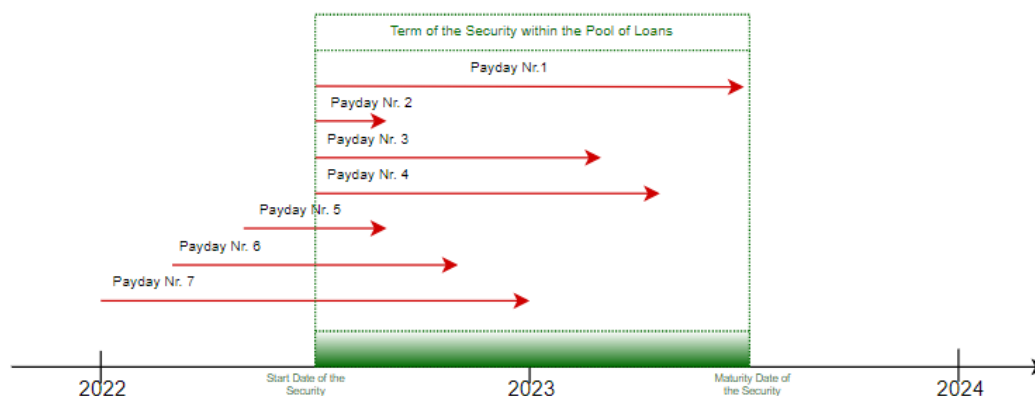 Term of the Security within the Pool of Loans
Payday Nr.1
Payday Nr. 2
Payday Nr. 3
Payday Nr. 4
Payday Nr. 5
Payday Nr. 6
Payday Nr. 7
2022
Start Date of the
Security
2023
Maturity Date of
the Security
2024